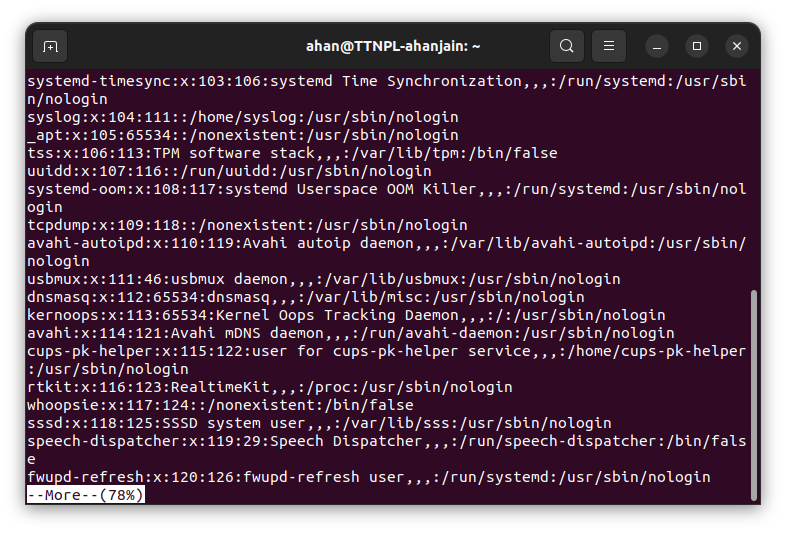 ahan@TTNPL-ahanjain: ~
systemd-timesync:x:103:106:systemd Time Synchronization,,,:/run/systemd:/usr/sbi
n/nologin
syslog:x:104:111::/home/syslog:/usr/sbin/nologin
_apt:x:105:65534::/nonexistent:/usr/sbin/nologin
tss:x:106:113:TPM software stack,,,:/var/lib/tpm:/bin/false
uuidd:x:107:116::/run/uuidd:/usr/sbin/nologin
systemd-oom:x:108:117:systemd Userspace OOM Killer,,,:/run/systemd:/usr/sbin/nol
ogin
tcpdump:x:109:118::/nonexistent:/usr/sbin/nologin
avahi-autoipd:x:110:119:Avahi autoip daemon,,,:/var/lib/avahi-autoipd:/usr/sbin/
nologin
usbmux:x:111:46:usbmux daemon,,,:/var/lib/usbmux:/usr/sbin/nologin
dnsmasq:x:112:65534:dnsmasq,,,:/var/lib/misc:/usr/sbin/nologin
kernoops:x:113:65534:Kernel Oops Tracking Daemon,,,:/:/usr/sbin/nologin
avahi:x:114:121:Avahi mDNS daemon,,,:/run/avahi-daemon:/usr/sbin/nologin
cups-pk-helper:x:115:122:user for cups-pk-helper service,,,:/home/cups-pk-helper
:/usr/sbin/nologin
rtkit:x:116:123:RealtimeKit,,,:/proc:/usr/sbin/nologin
whoopsie:x:117:124::/nonexistent:/bin/false
sssd:x:118:125:SSSD system user,,,:/var/lib/sss:/usr/sbin/nologin
speech-dispatcher:x:119:29:Speech Dispatcher,,,:/run/speech-dispatcher:/bin/fals
e
fwupd-refresh:x:120:126:fwupd-refresh user,,,:/run/systemd:/usr/sbin/nologin
--More--(78%)